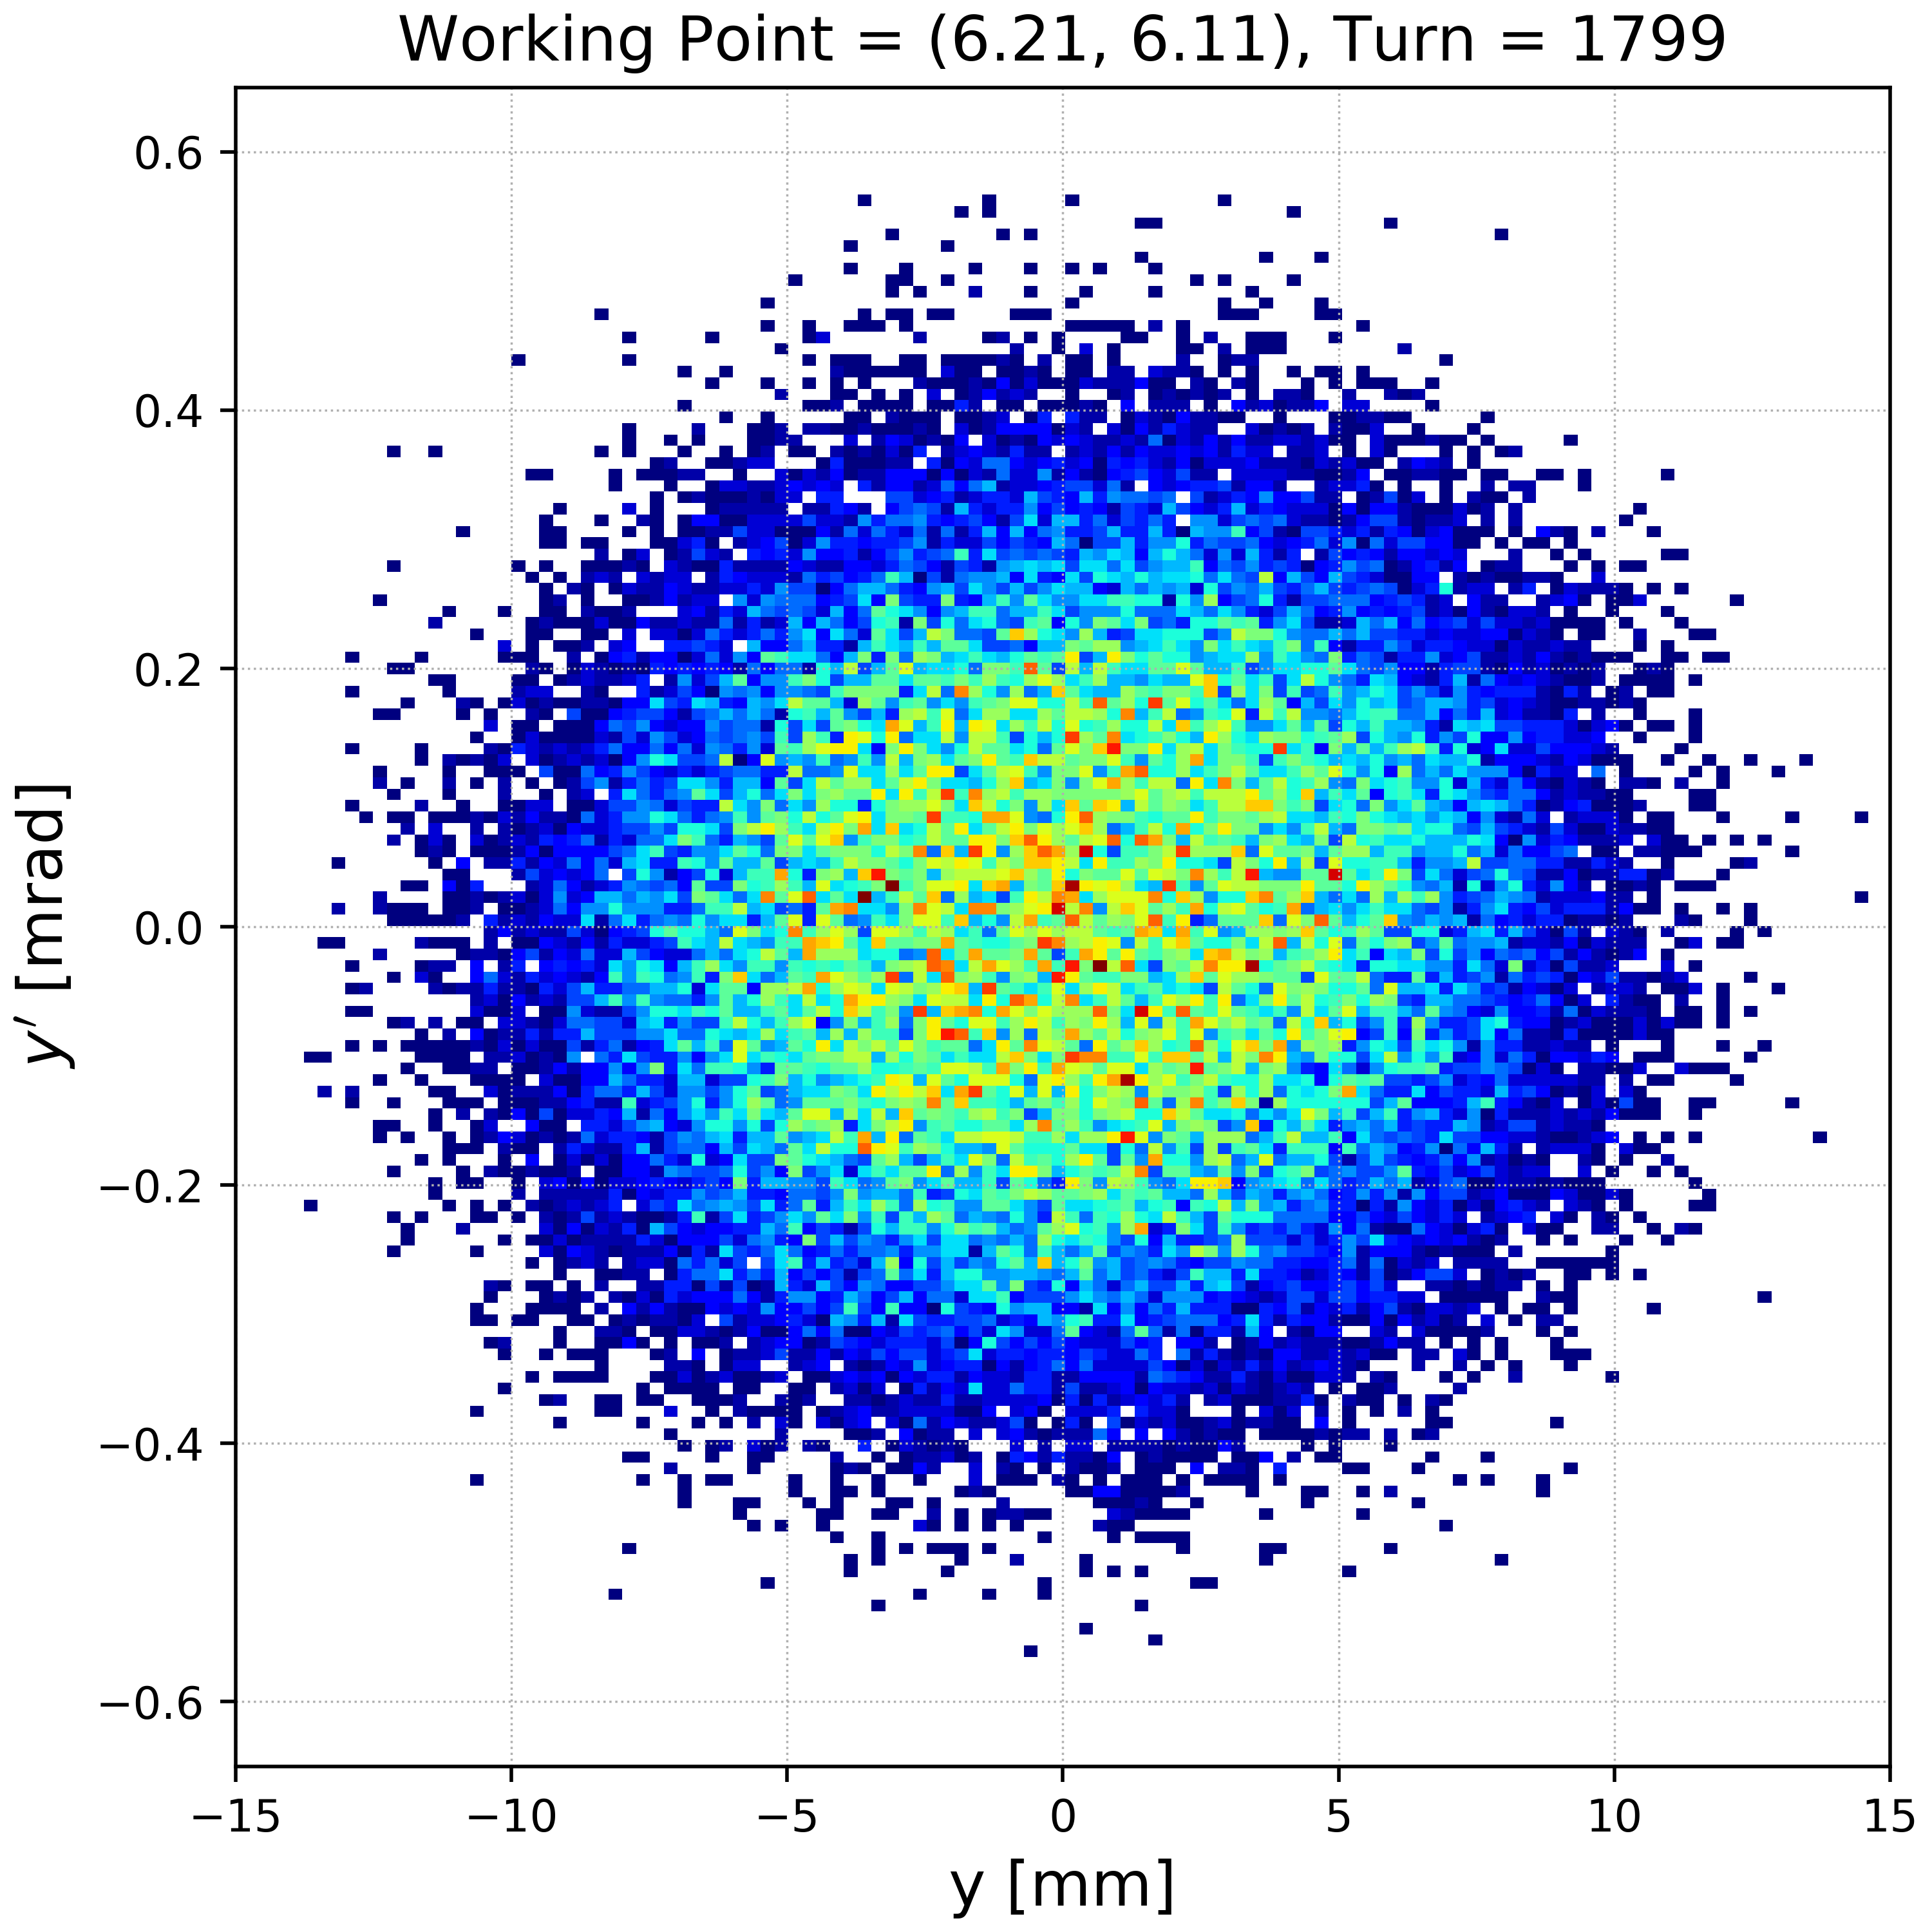 Working Point = (6.21, 6.11), Turn = 1799
0.6
0.4
0.2
0.0
−0.2
−0.4
−0.6
y′ [mrad]
−15 −10 −5 0 5 10 15
y [mm]